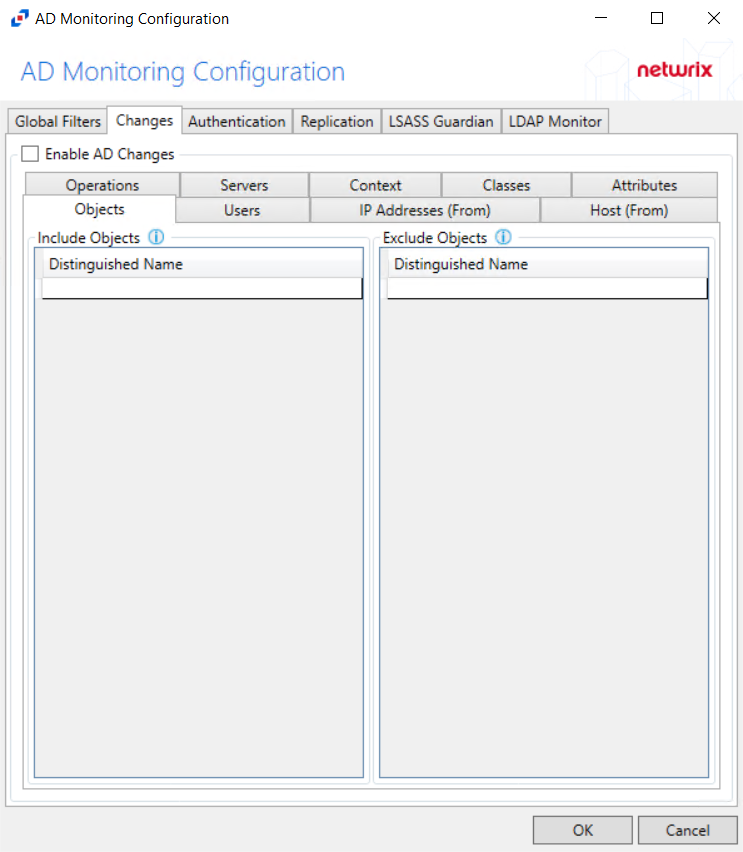 AD Monitoring Configuration
AD Monitoring Configuration
netwrix
Global Filters Changes Authentication Replication LSASS Guardian LDAP Monitor
Enable AD Changes
Operations Servers Context Classes Attributes
Objects Users IP Addresses (From) Host (From)
Include Objects Exclude Objects
Distinguished Name Distinguished Name
OK Cancel